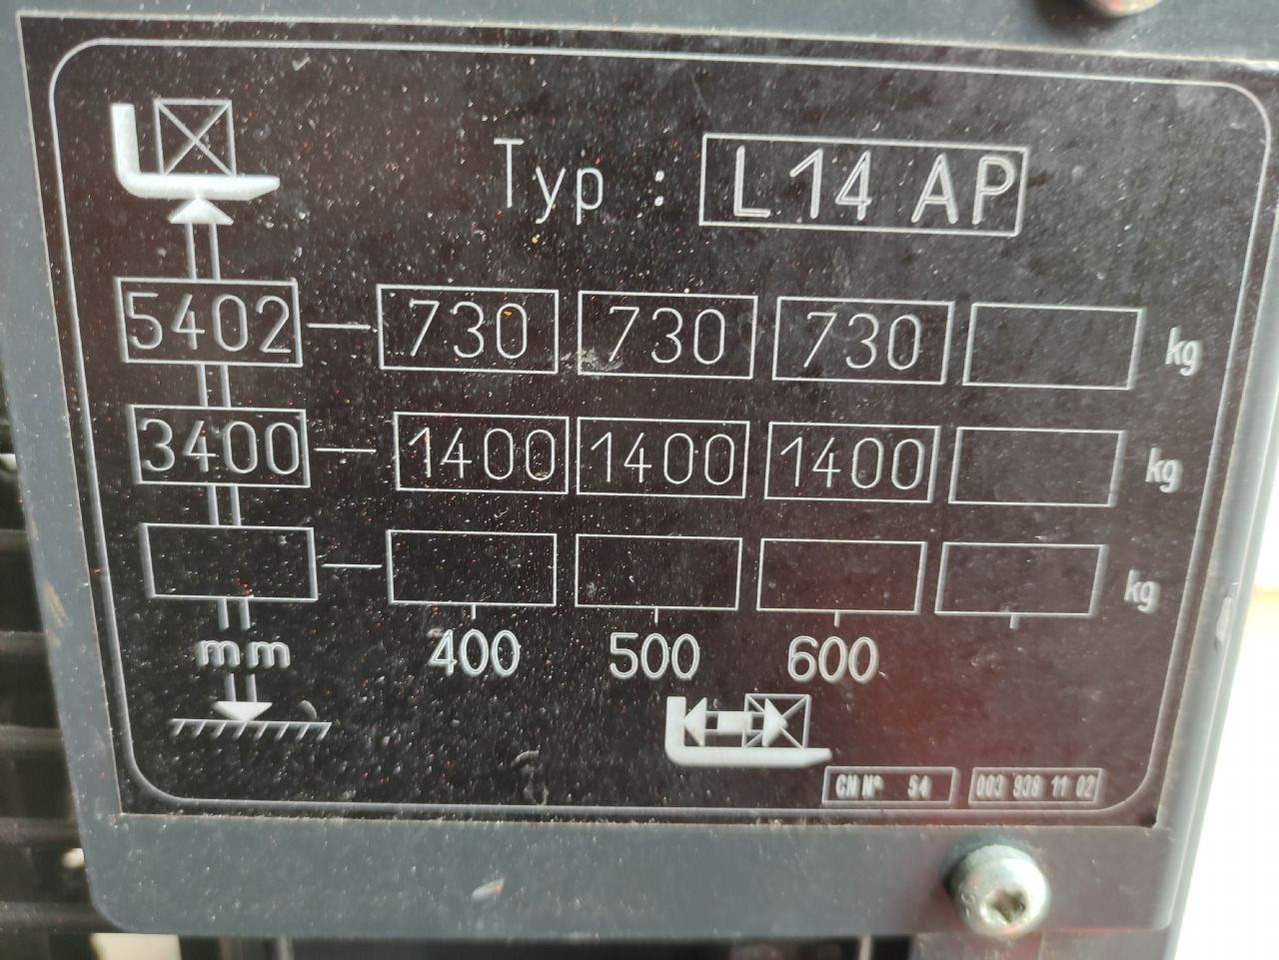 Typ : L 14 AP
5402 730 730 730 kg
3400 1400 1400 1400 kg
kg
mm 400 500 600
CN Nº 54 003 938 11 02